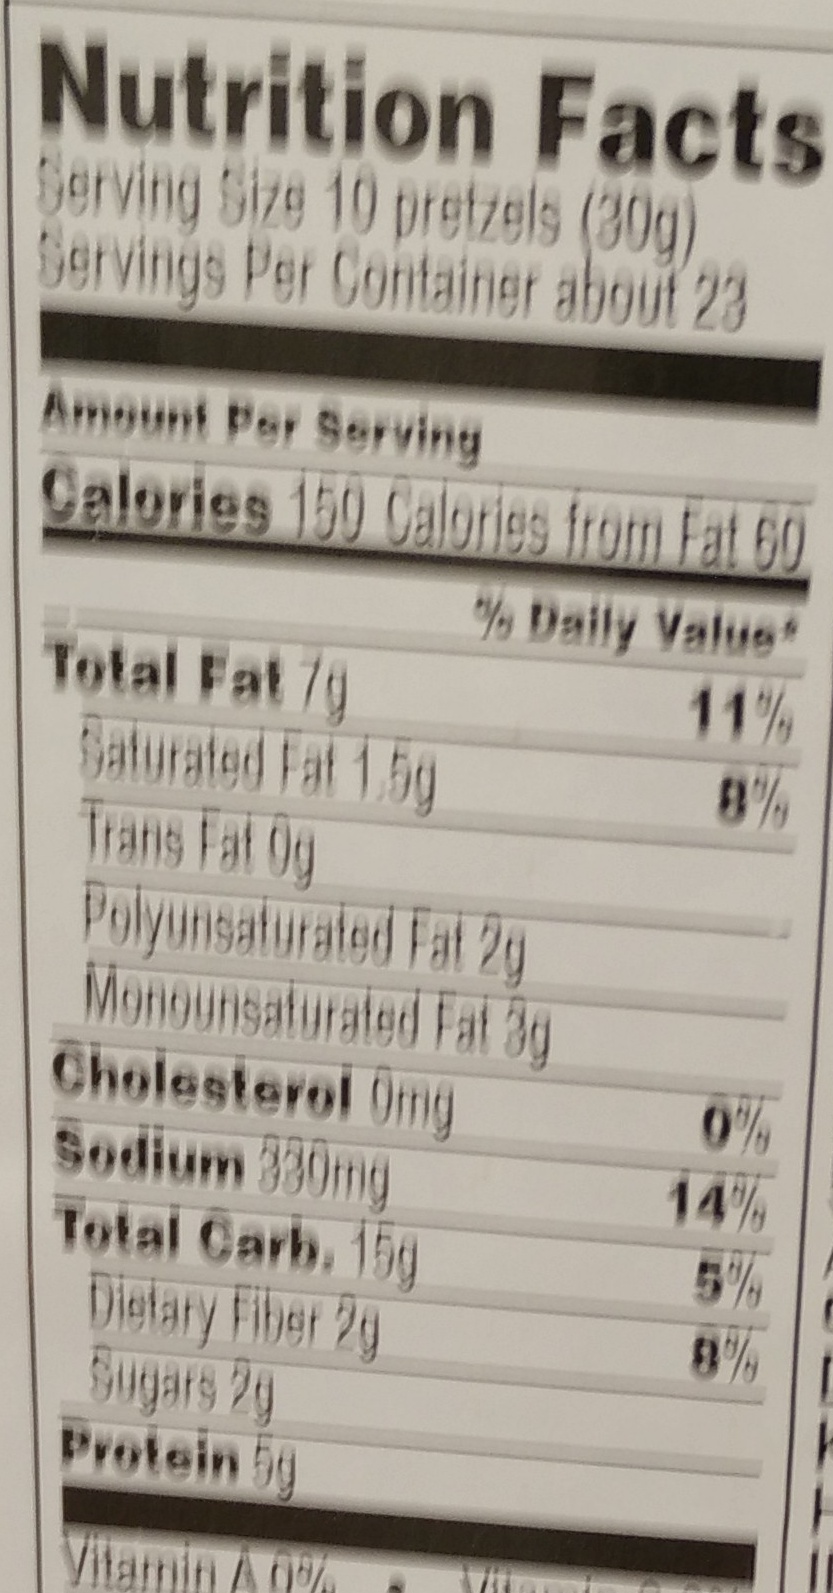 Nutrition Facts
Serving Size 10 pretzels (30g)
Servings Per Container about 23
Amount Per Serving
Calories 150 Calories from Fat 60
% Daily Value*
Total Fat 7g 11%
Saturated Fat 1.5g 8%
Trans Fat 0g
Polyunsaturated Fat 2g
Monounsaturated Fat 3g
Cholesterol 0mg 0%
Sodium 330mg 14%
Total Carb. 15g 5%
Dietary Fiber 2g 8%
Sugars 2g
Protein 5g
Vitamin A 0% •